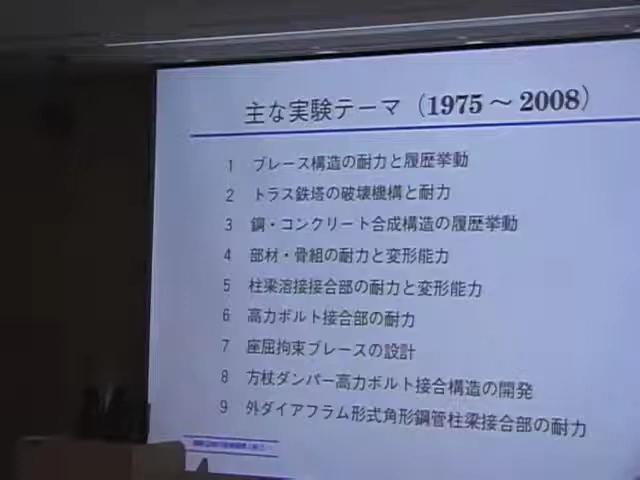 主な実験テーマ（1975～2008）
1 ブレース構造の耐力と履歴挙動
2 トラス鉄塔の破壊機構と耐力
3 鋼・コンクリート合成構造の履歴挙動
4 部材・骨組の耐力と変形能力
5 柱梁溶接接合部の耐力と変形能力
6 高力ボルト接合部の耐力
7 座屈拘束ブレースの設計
8 方杖ダンパー高力ボルト接合構造の開発
9 外ダイアフラム形式角形鋼管柱梁接合部の耐力